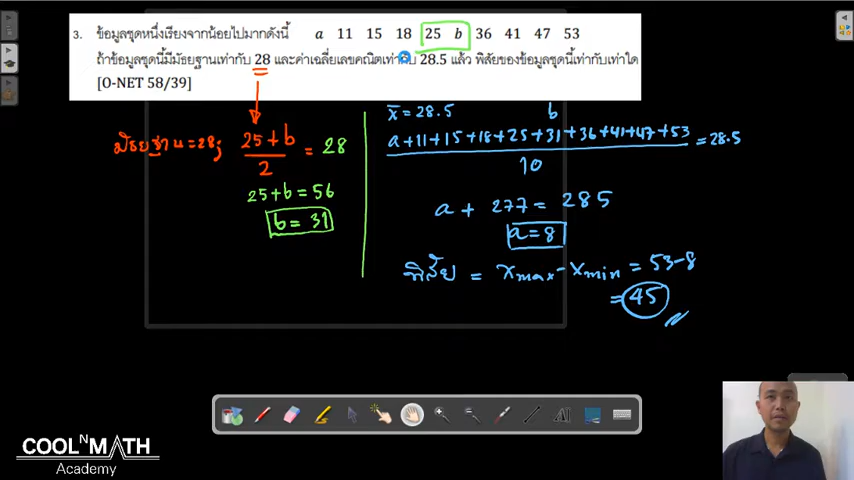 3. ข้อมูลชุดหนึ่งเรียงจากน้อยไปมากดังนี้ a 11 15 18 25 b 36 41 47 53
ถ้าข้อมูลชุดนี้มีมัธยฐานเท่ากับ 28 และค่าเฉลี่ยเลขคณิตเท่ากับ 28.5 แล้ว พิสัยของข้อมูลชุดนี้เท่ากับเท่าใด
[O-NET 58/39]
มัธยฐาน = 28; 25 + b / 2 = 28
25 + b = 56
b = 31
x̄ = 28.5 b
a + 11 + 15 + 18 + 25 + 31 + 36 + 41 + 47 + 53 / 10 = 28.5
a + 277 = 285
a = 8
พิสัย = Xmax - Xmin = 53 - 8
= 45
COOL N MATH
Academy